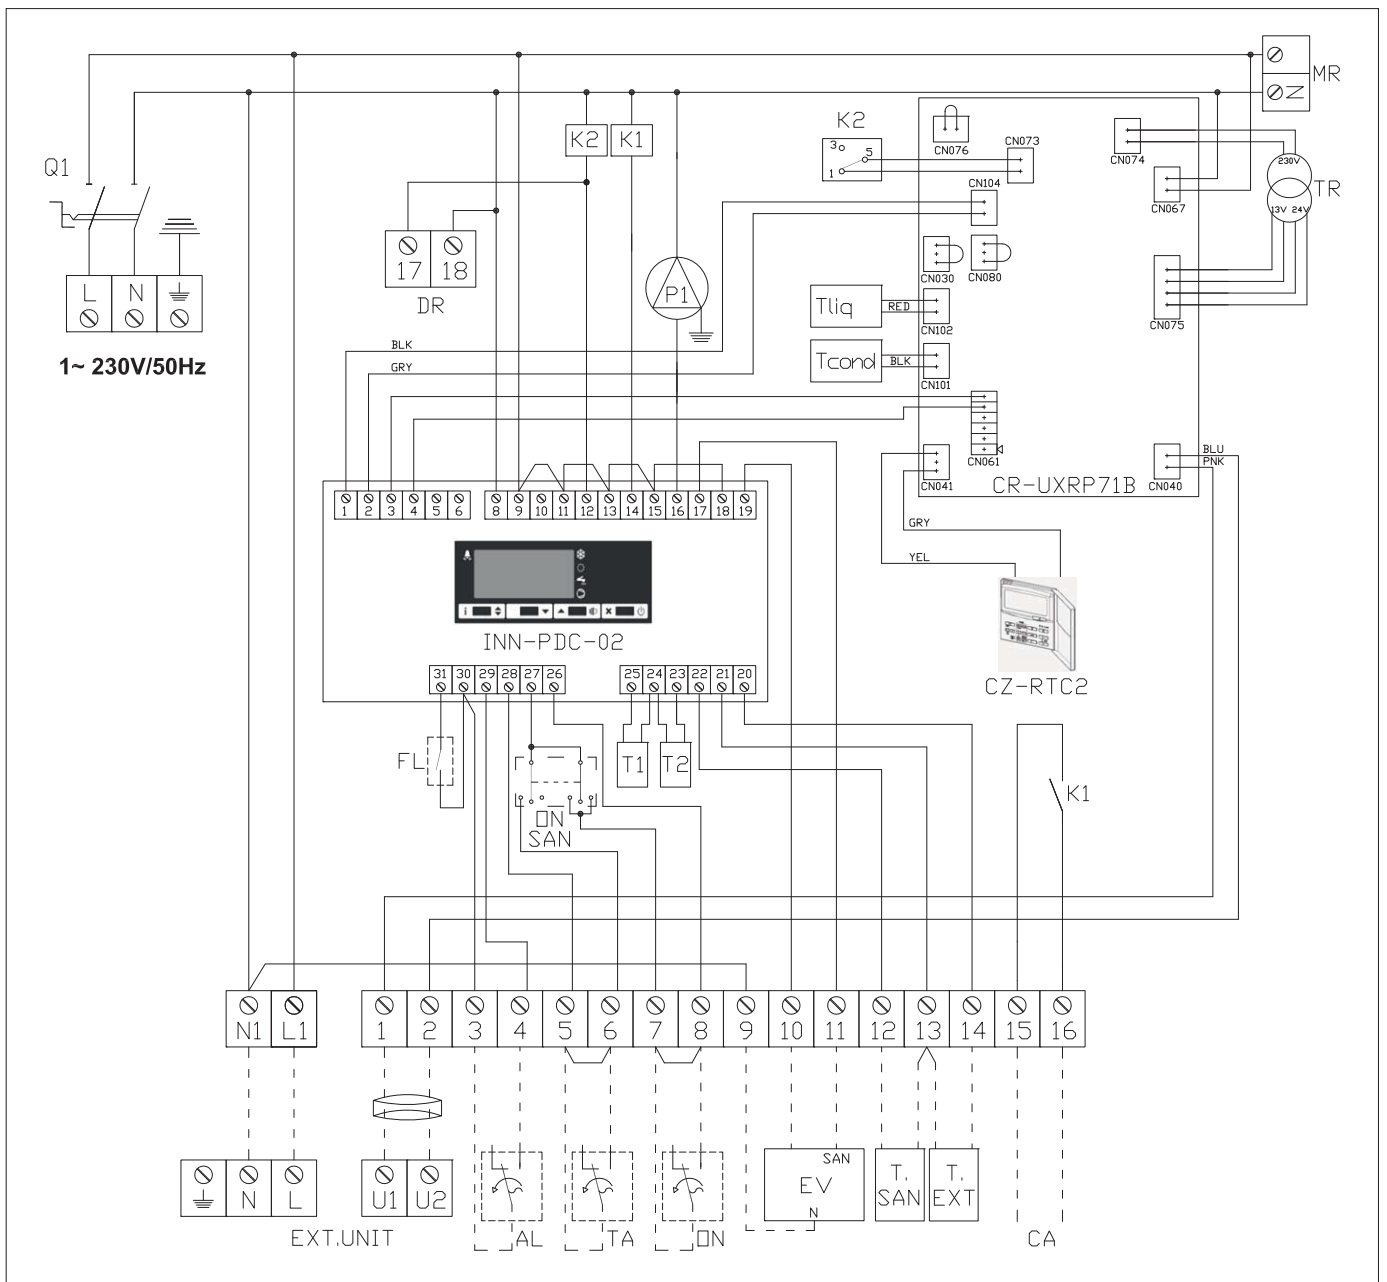 MR
N
Q1
K2
K1
K2
3
5
1
CN076
CN073
CN074
230V
TR
13V 24V
CN104
CN067
L
N
17
18
DR
P1
CN030
CN080
CN075
Tliq
RED
CN102
1~ 230V/50Hz
BLK
GRY
Tcond
BLK
CN101
CN061
CN041
CR-UXRP71B
CN040
BLU
PNK
GRY
YEL
1
2
3
4
5
6
8
9
10
11
12
13
14
15
16
17
18
19
INN-PDC-02
CZ-RTC2
31
30
29
28
27
26
25
24
23
22
21
20
FL
T1
T2
ON
SAN
K1
N1
L1
1
2
3
4
5
6
7
8
9
10
11
12
13
14
15
16
N
L
U1
U2
EXT.UNIT
AL
TA
ON
SAN
EV
N
T.
SAN
T.
EXT
CA